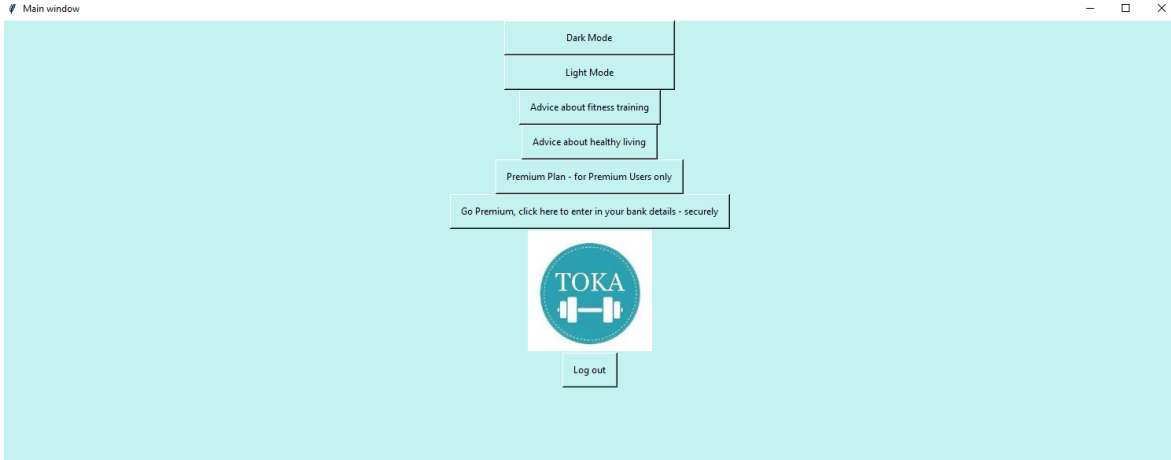 Main window
Dark Mode
Light Mode
Advice about fitness training
Advice about healthy living
Premium Plan - for Premium Users only
Go Premium, click here to enter in your bank details - securely
TOKA
Log out